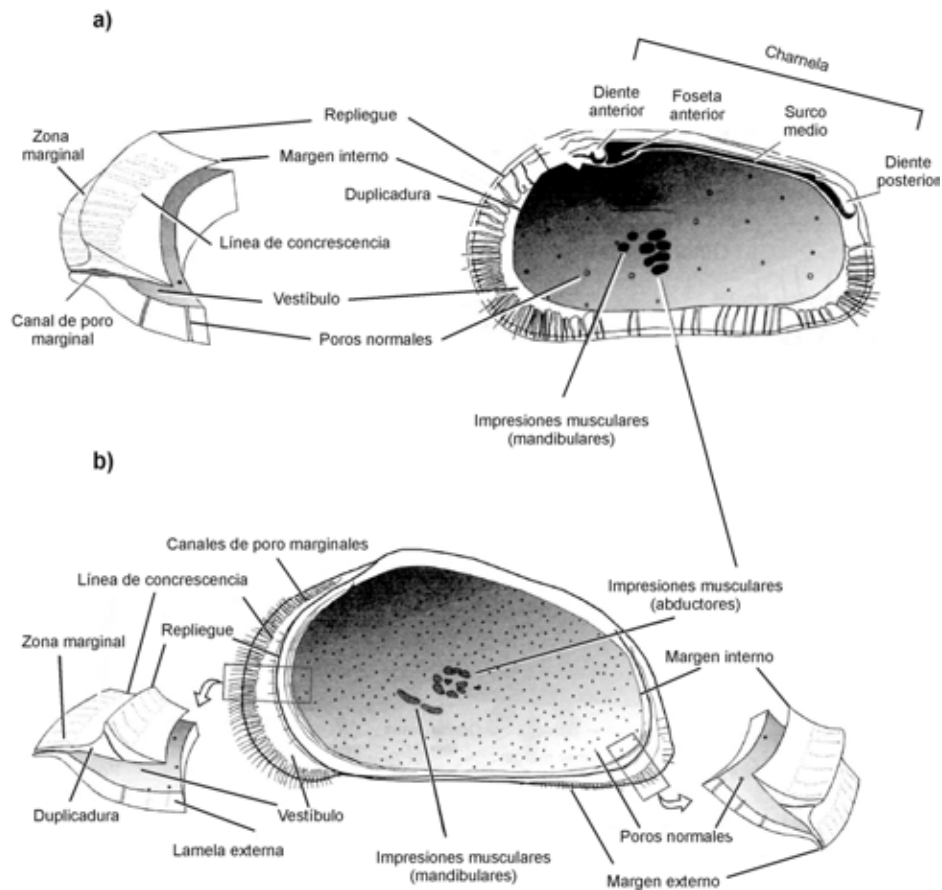 a)
Charnela
Diente
anterior
Foseta
anterior
Surco
medio
Diente
posterior
Repliegue
Zona
marginal
Margen interno
Duplicadura
Línea de concrescencia
Vestíbulo
Canal de poro
marginal
Poros normales
Impresiones musculares
(mandibulares)
b)
Canales de poro marginales
Línea de concrescencia
Repliegue
Zona marginal
Impresiones musculares
(abductores)
Margen interno
Duplicadura
Vestíbulo
Lamela externa
Impresiones musculares
(mandibulares)
Poros normales
Margen externo